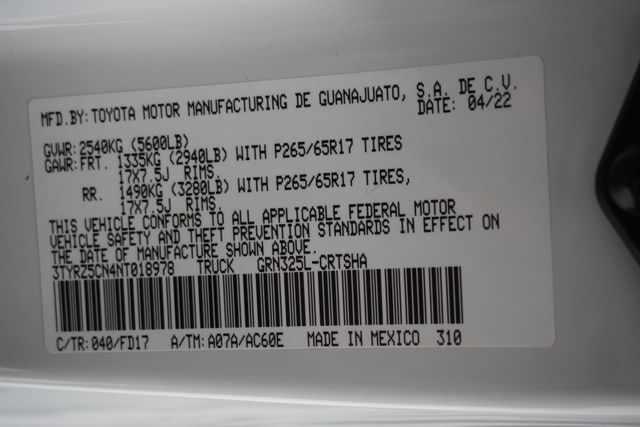 MFD.BY:TOYOTA MOTOR MANUFACTURING DE GUANAJUATO, S.A. DE C.V.
DATE: 04/22
GVWR:2540KG (5600LB)
GAWR:FRT. 1335KG (2940LB) WITH P265/65R17 TIRES
17X7.5J RIMS.
RR. 1490KG (3280LB) WITH P265/65R17 TIRES,
17X7.5J RIMS.
THIS VEHICLE CONFORMS TO ALL APPLICABLE FEDERAL MOTOR
VEHICLE SAFETY AND THEFT PREVENTION STANDARDS IN EFFECT ON
THE DATE OF MANUFACTURE SHOWN ABOVE.
3TYRZ5CN4NT018978 TRUCK GRN325L-CRTSHA
C/TR:040/FD17 A/TM:A07A/AC60E MADE IN MEXICO 310